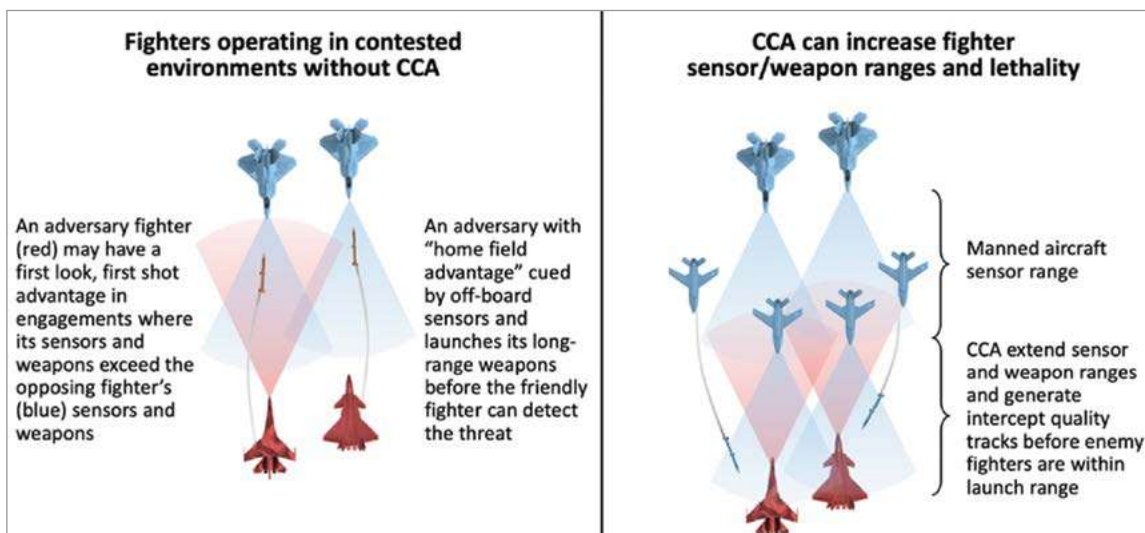 Fighters operating in contested
environments without CCA
An adversary fighter
(red) may have a
first look, first shot
advantage in
engagements where
its sensors and
weapons exceed the
opposing fighter's
(blue) sensors and
weapons
An adversary with
“home field
advantage” cued
by off-board
sensors and
launches its long-
range weapons
before the friendly
fighter can detect
the threat
CCA can increase fighter
sensor/weapon ranges and lethality
Manned aircraft
sensor range
CCA extend sensor
and weapon ranges
and generate
intercept quality
tracks before enemy
fighters are within
launch range